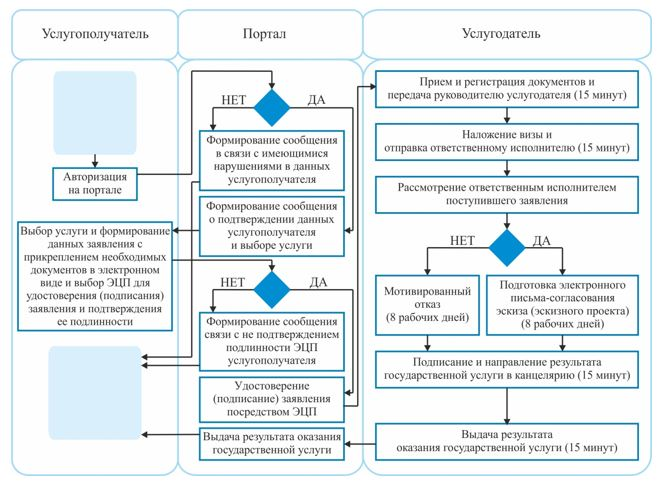 Услугополучатель
Портал
Услугодатель
НЕТ
ДА
Авторизация
на портале
Формирование сообщения
в связи с имеющимися
нарушениями в данных
услугополучателя
Формирование сообщения
о подтверждении данных
услугополучателя
и выборе услуги
Выбор услуги и формирование
данных заявления с
прикреплением необходимых
документов в электронном
виде и выбор ЭЦП для
удостоверения (подписания)
заявления и подтверждения
ее подлинности
НЕТ
ДА
Формирование сообщения
связи с не подтверждением
подлинности ЭЦП
услугополучателя
Удостоверение
(подписание) заявления
посредством ЭЦП
Выдача результата оказания
государственной услуги
Прием и регистрация документов и
передача руководителю услугодателя (15 минут)
Наложение визы и
отправка ответственному исполнителю (15 минут)
Рассмотрение ответственным исполнителем
поступившего заявления
НЕТ
ДА
Мотивированный
отказ
(8 рабочих дней)
Подготовка электронного
письма-согласования
эскиза (эскизного проекта)
(8 рабочих дней)
Подписание и направление результата
государственной услуги в канцелярию (15 минут)
Выдача результата
оказания государственной услуги (15 минут)